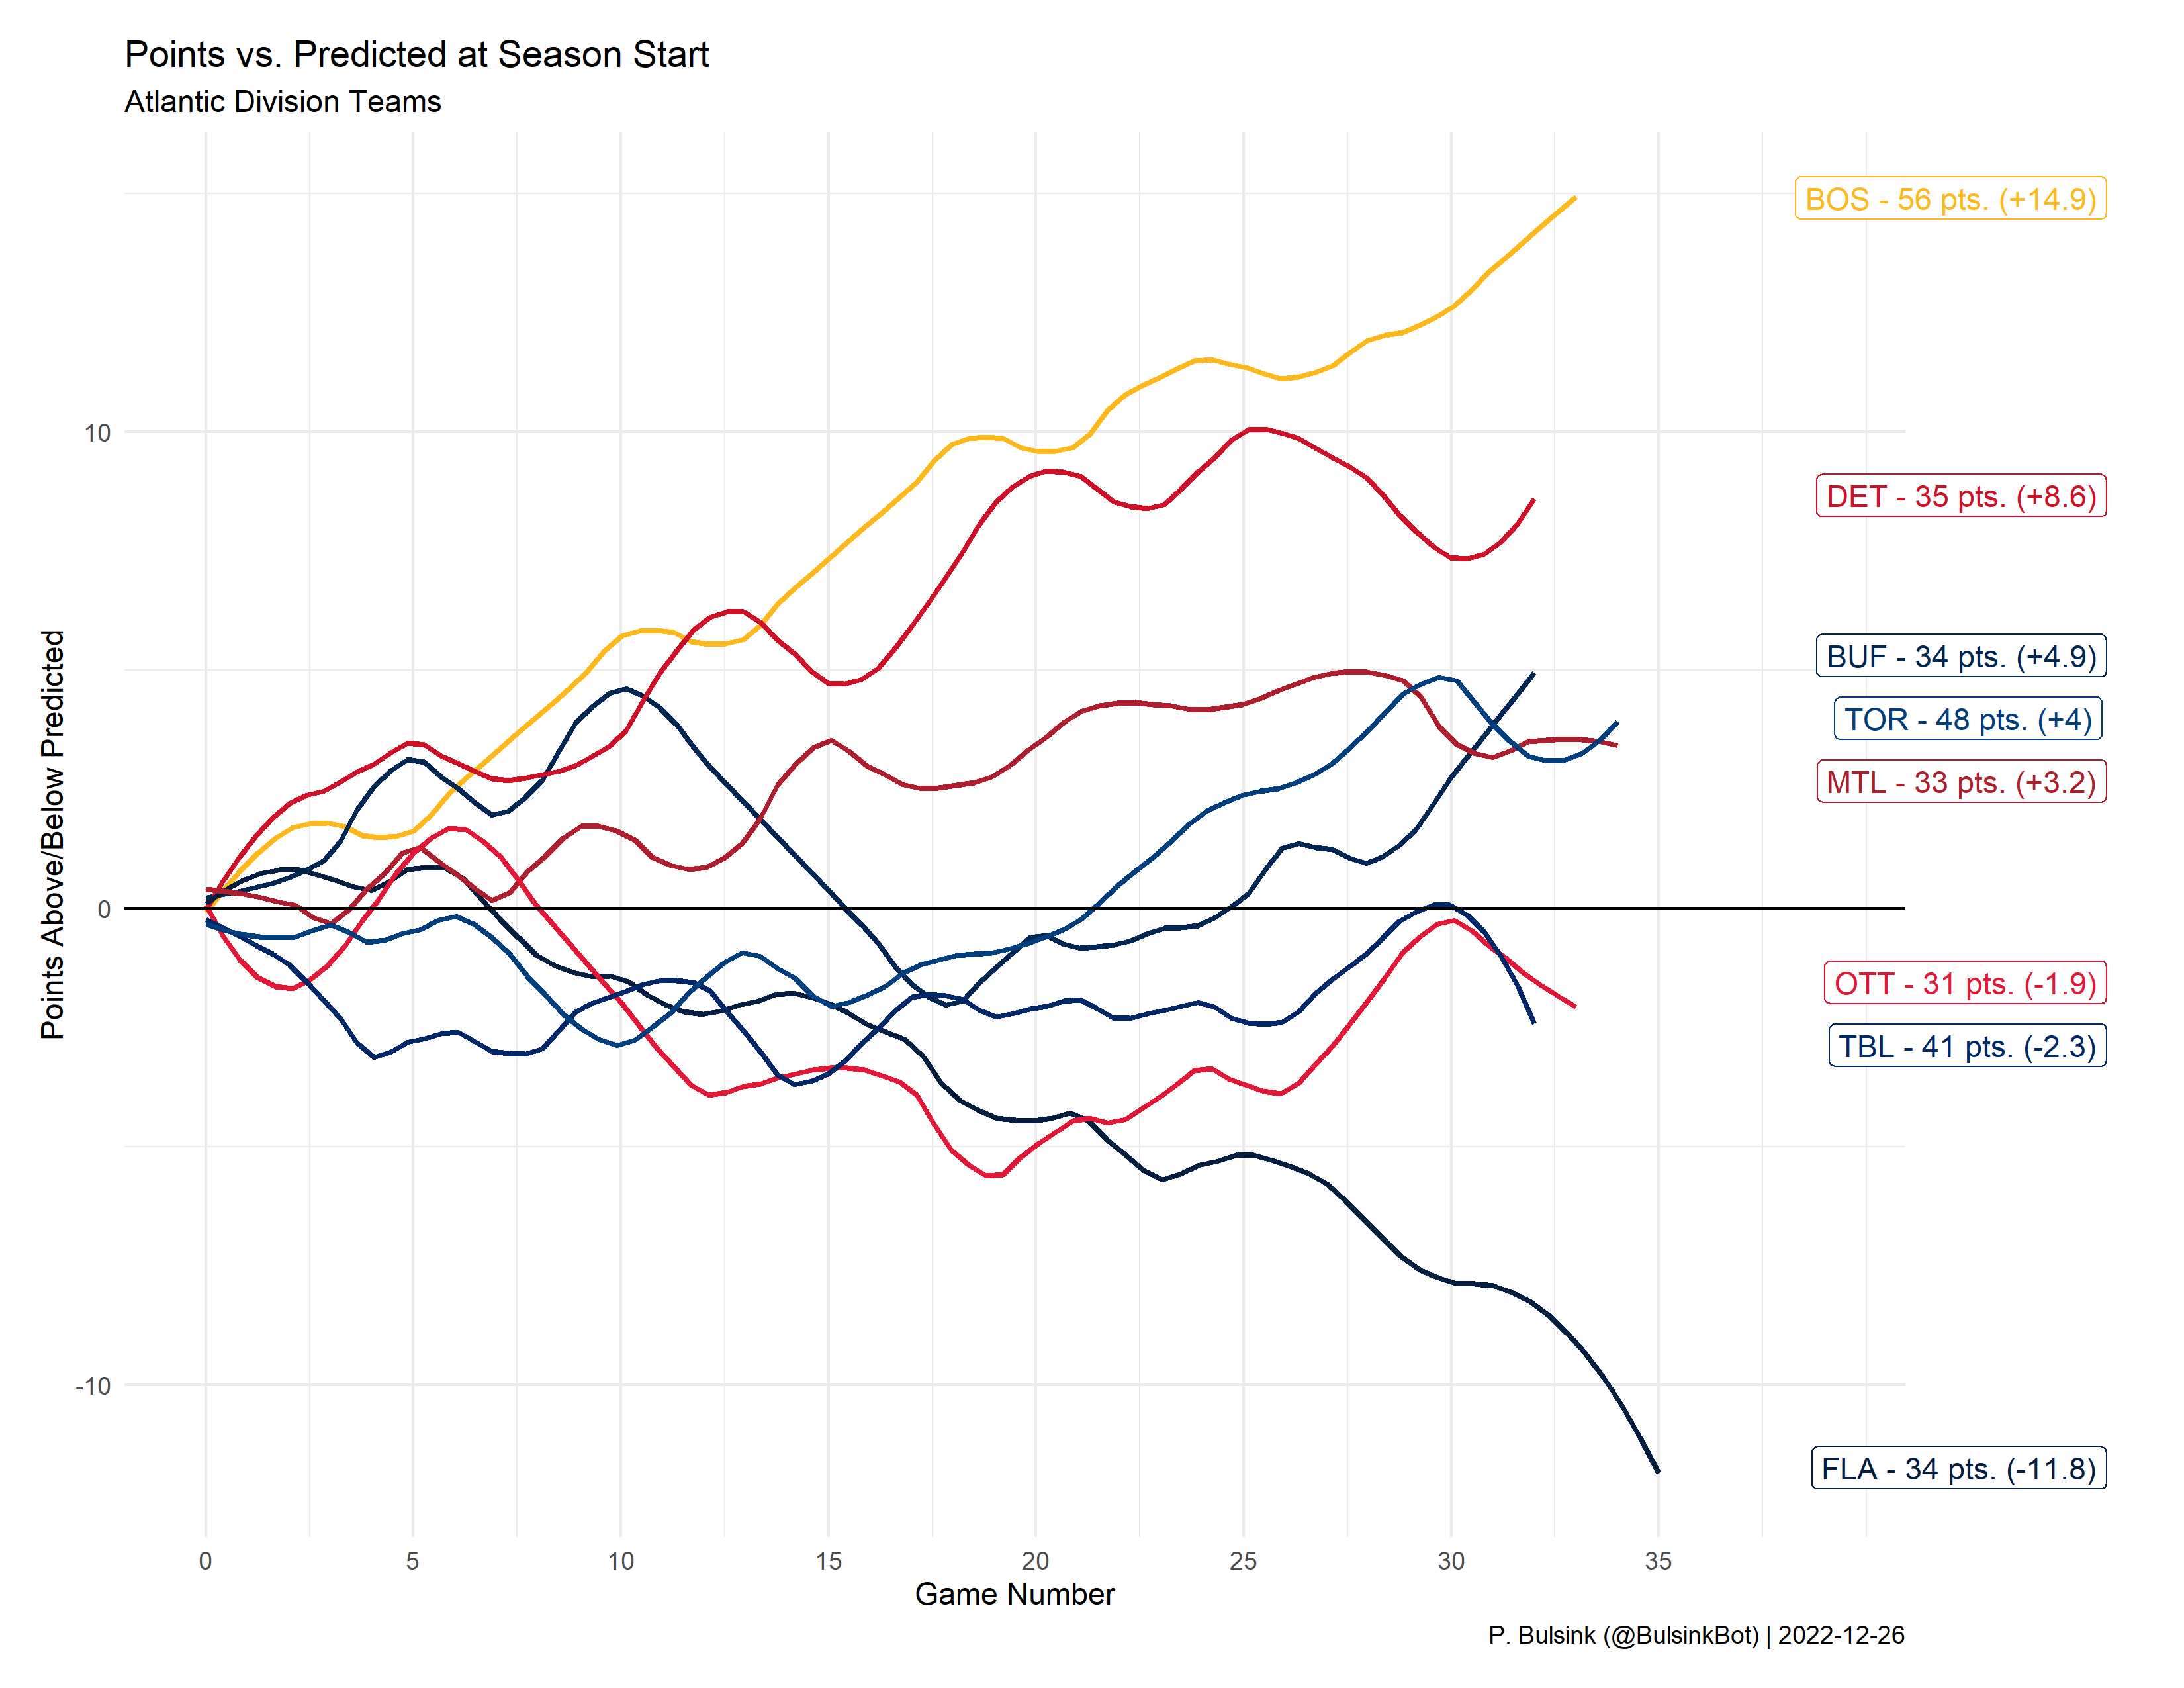 Points vs. Predicted at Season Start
Atlantic Division Teams
Points Above/Below Predicted
10
0
-10
BOS - 56 pts. (+14.9)
DET - 35 pts. (+8.6)
BUF - 34 pts. (+4.9)
TOR - 48 pts. (+4)
MTL - 33 pts. (+3.2)
OTT - 31 pts. (-1.9)
TBL - 41 pts. (-2.3)
FLA - 34 pts. (-11.8)
0 5 10 15 20 25 30 35
Game Number
P. Bulsink (@BulsinkBot) | 2022-12-26